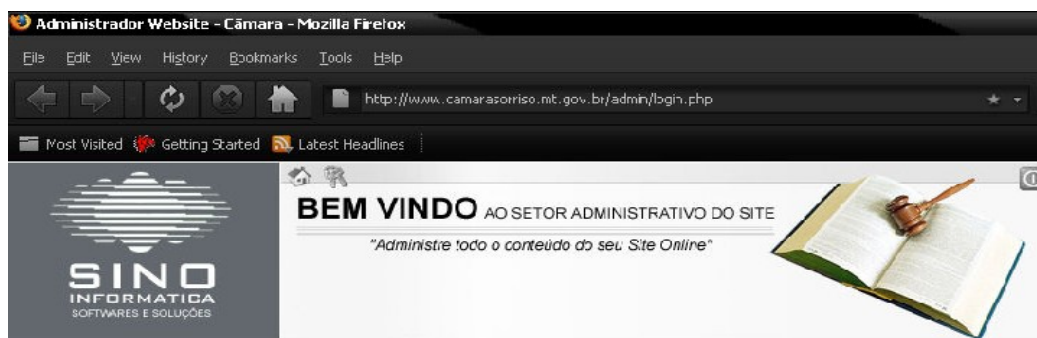 Administrador Website - Câmara - Mozilla Firefox
File Edit View History Bookmarks Tools Help
http://www.camarasorriso.mt.gov.br/admin/login.php
Most Visited Getting Started Latest Headlines
BEM VINDO AO SETOR ADMINISTRATIVO DO SITE
"Administre todo o conteúdo do seu Site Online"
SINO
INFORMATICA
SOFTWARES E SOLUÇÕES